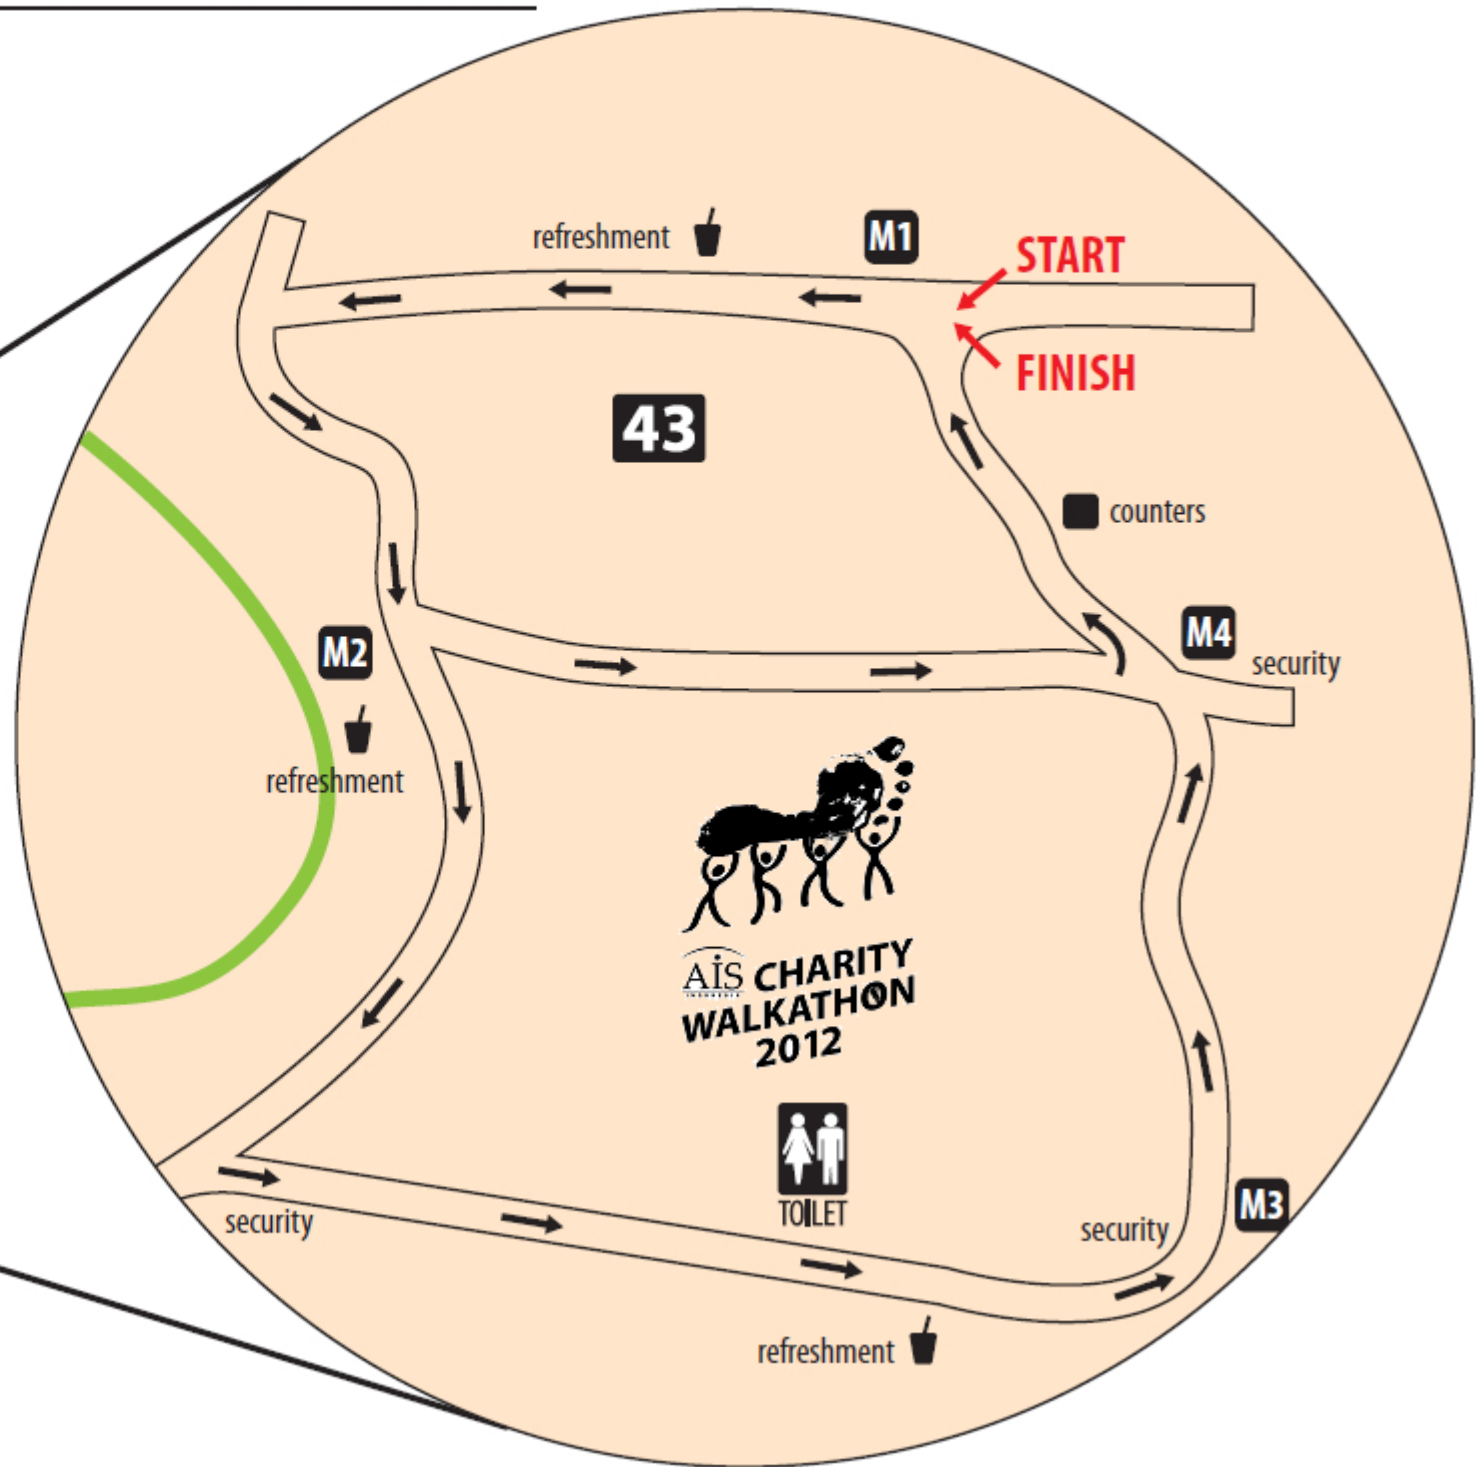 refreshment
M1
START
FINISH
43
counters
M2
M4
security
refreshment
AIS CHARITY
INDONESIA
WALKATHON
2012
TOILET
M3
security
security
refreshment